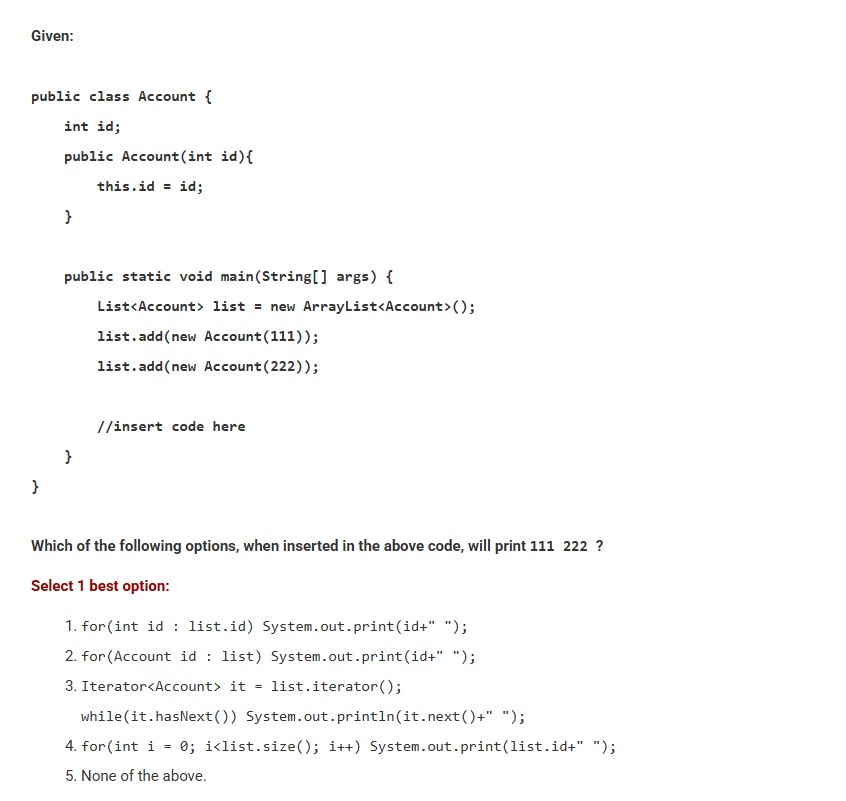 Given:
public class Account {
int id;
public Account(int id){
this.id = id;
}
public static void main(String[] args) {
List<Account> list = new ArrayList<Account>();
list.add(new Account(111));
list.add(new Account(222));
//insert code here
}
}
Which of the following options, when inserted in the above code, will print 111 222 ?
Select 1 best option:
1. for(int id : list.id) System.out.print(id+" ");
2. for(Account id : list) System.out.print(id+" ");
3. Iterator<Account> it = list.iterator();
while(it.hasNext()) System.out.println(it.next()+" ");
4. for(int i = 0; i<list.size(); i++) System.out.print(list.id+" ");
5. None of the above.